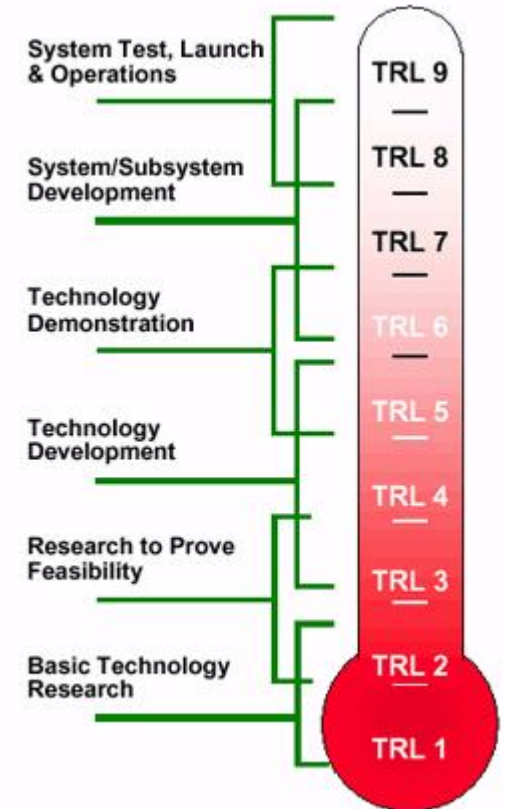 System Test, Launch
& Operations
System/Subsystem
Development
Technology
Demonstration
Technology
Development
Research to Prove
Feasibility
Basic Technology
Research
TRL 9
TRL 8
TRL 7
TRL 6
TRL 5
TRL 4
TRL 3
TRL 2
TRL 1